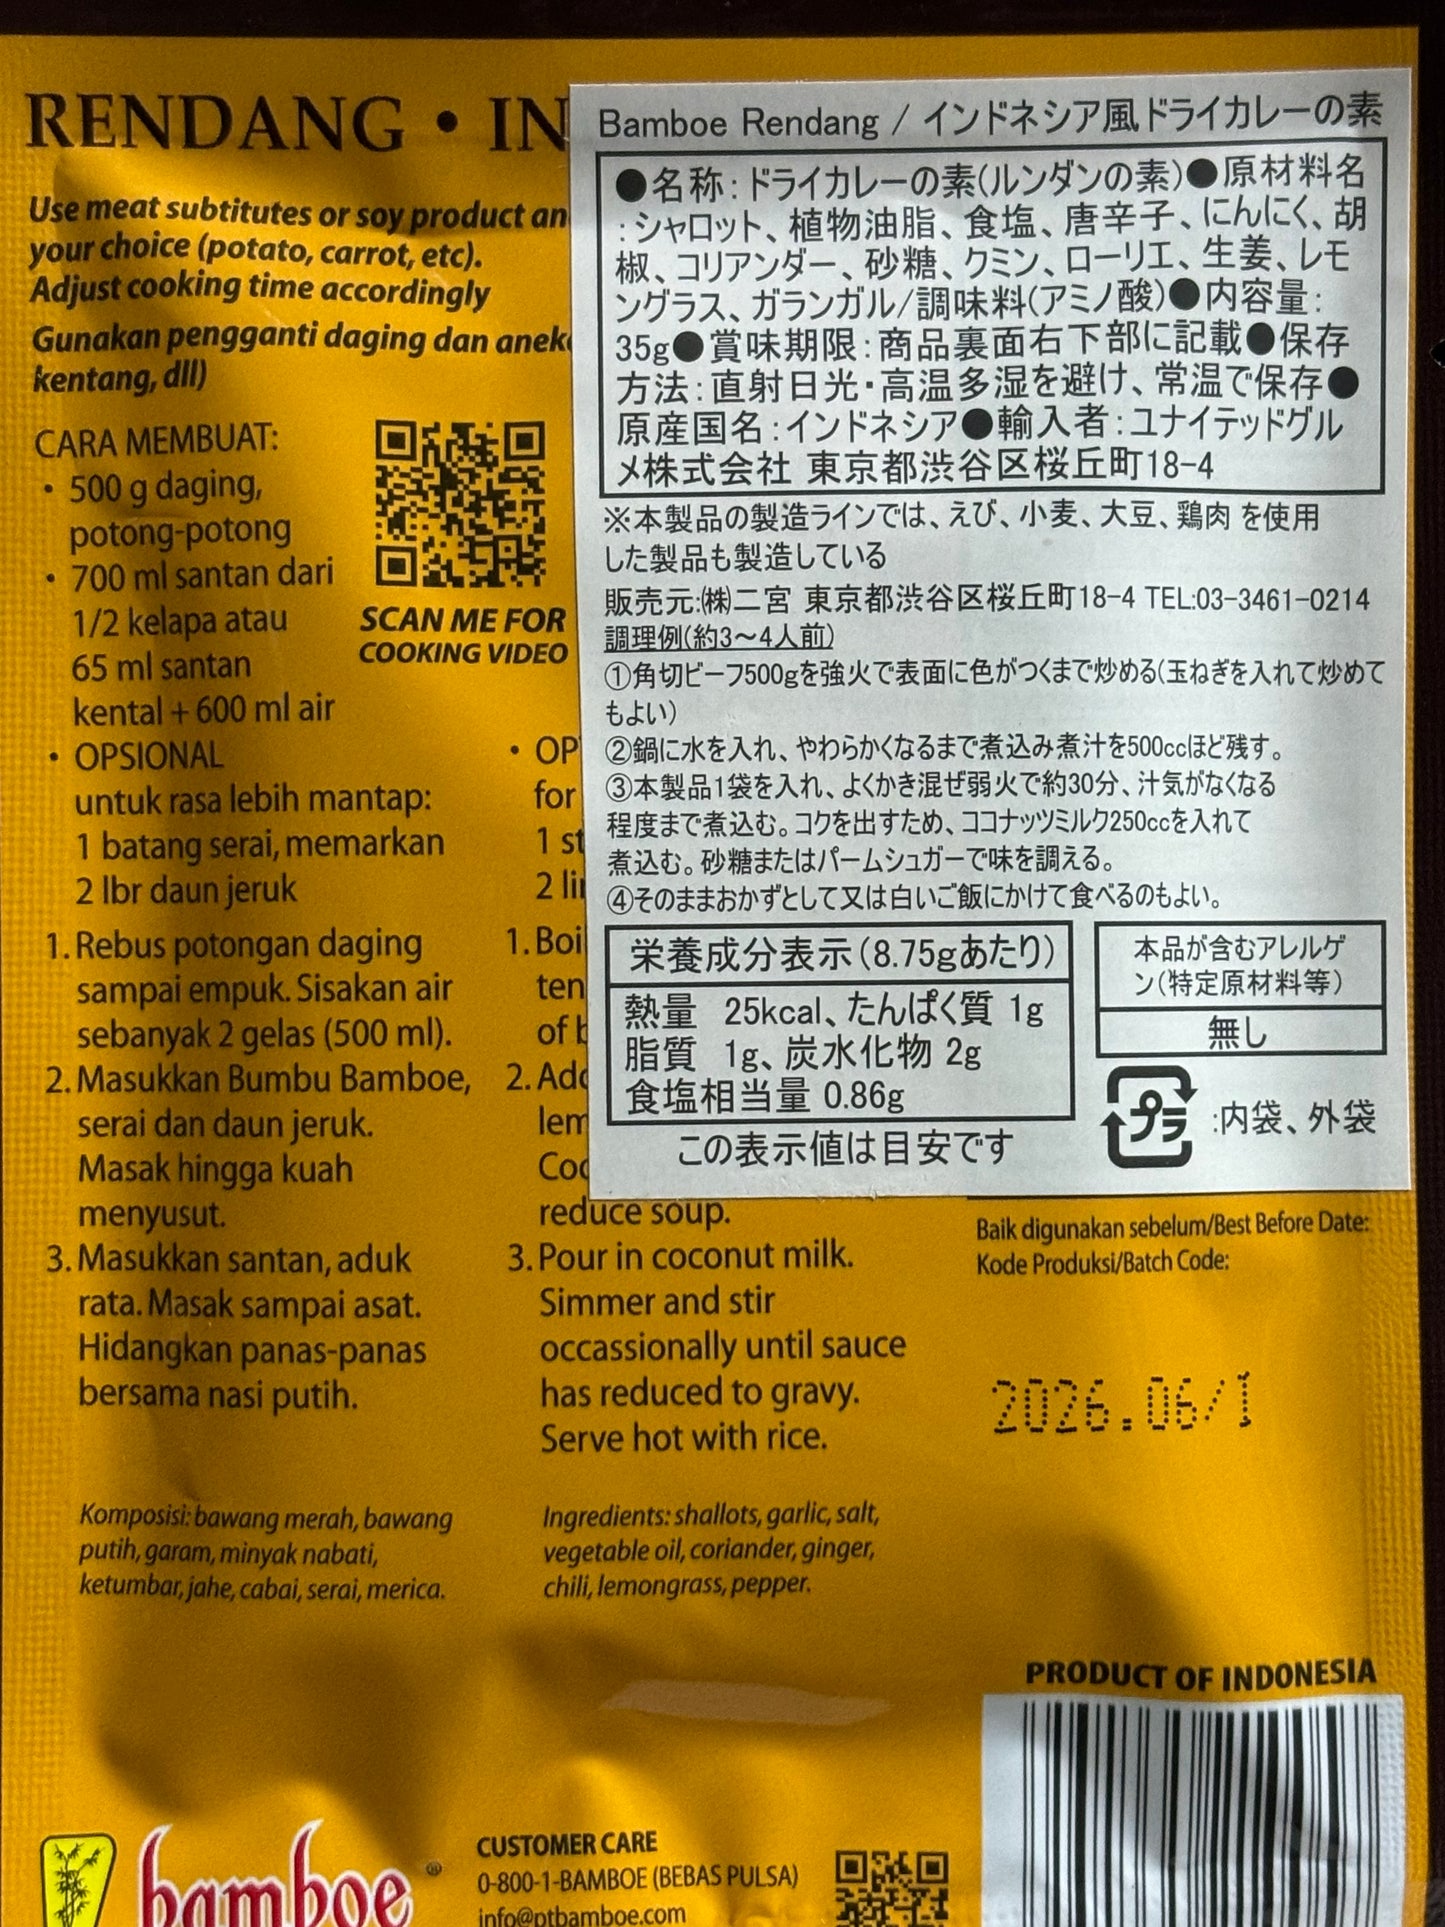 RENDANG • IN
Use meat subtitutes or soy product an
your choice (potato, carrot, etc).
Adjust cooking time accordingly
Gunakan pengganti daging dan anek
kentang, dll)
CARA MEMBUAT:
• 500 g daging,
potong-potong
• 700 ml santan dari
1/2 kelapa atau
65 ml santan
kental + 600 ml air
• OPSIONAL
untuk rasa lebih mantap:
1 batang serai, memarkan
2 lbr daun jeruk
1. Rebus potongan daging
sampai empuk. Sisakan air
sebanyak 2 gelas (500 ml).
2. Masukkan Bumbu Bamboe,
serai dan daun jeruk.
Masak hingga kuah
menyusut.
3. Masukkan santan, aduk
rata. Masak sampai asat.
Hidangkan panas-panas
bersama nasi putih.
Komposisi: bawang merah, bawang
putih, garam, minyak nabati,
ketumbar, jahe, cabai, serai, merica.
SCAN ME FOR
COOKING VIDEO
• OP
for
1 st
2 li
1. Boi
ten
of b
2. Add
lem
Coo
reduce soup.
3. Pour in coconut milk.
Simmer and stir
occassionally until sauce
has reduced to gravy.
Serve hot with rice.
Ingredients: shallots, garlic, salt,
vegetable oil, coriander, ginger,
chili, lemongrass, pepper.
Bamboe Rendang / インドネシア風ドライカレーの素
●名称:ドライカレーの素(ルンダンの素)●原材料名
:シャロット、植物油脂、食塩、唐辛子、にんにく、胡
椒、コリアンダー、砂糖、クミン、ローリエ、生姜、レモ
ングラス、ガランガル/調味料(アミノ酸)●内容量:
35g●賞味期限:商品裏面右下部に記載●保存
方法:直射日光・高温多湿を避け、常温で保存●
原産国名:インドネシア●輸入者:ユナイテッドグル
メ株式会社 東京都渋谷区桜丘町18-4
※本製品の製造ラインでは、えび、小麦、大豆、鶏肉 を使用
した製品も製造している
販売元:㈱二宮 東京都渋谷区桜丘町18-4 TEL:03-3461-0214
調理例(約3～4人前)
①角切ビーフ500gを強火で表面に色がつくまで炒める(玉ねぎを入れて炒めて
もよい)
②鍋に水を入れ、やわらかくなるまで煮込み煮汁を500ccほど残す。
③本製品1袋を入れ、よくかき混ぜ弱火で約30分、汁気がなくなる
程度まで煮込む。コクを出すため、ココナッツミルク250ccを入れて
煮込む。砂糖またはパームシュガーで味を調える。
④そのままおかずとして又は白いご飯にかけて食べるのもよい。
栄養成分表示(8.75gあたり)
熱量 25kcal、たんぱく質 1g
脂質 1g、炭水化物 2g
食塩相当量 0.86g
この表示値は目安です
本品が含むアレルゲ
ン(特定原材料等)
無し
プラ :内袋、外袋
Baik digunakan sebelum/Best Before Date:
Kode Produksi/Batch Code:
2026.06/1
PRODUCT OF INDONESIA
bamboe ®
CUSTOMER CARE
0-800-1-BAMBOE (BEBAS PULSA)
info@ptbamboe.com